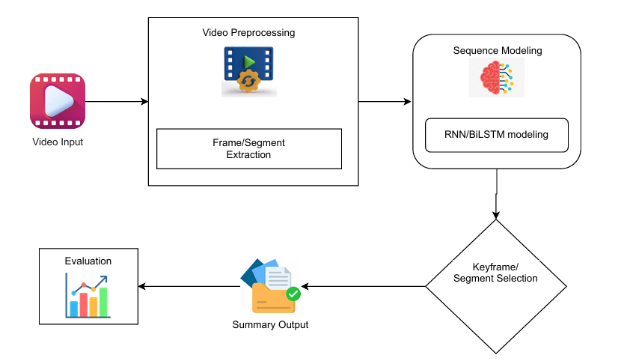 Video Preprocessing
Sequence Modeling
Frame/Segment
Extraction
RNN/BiLSTM modeling
Video Input
Keyframe/
Segment Selection
Evaluation
Summary Output